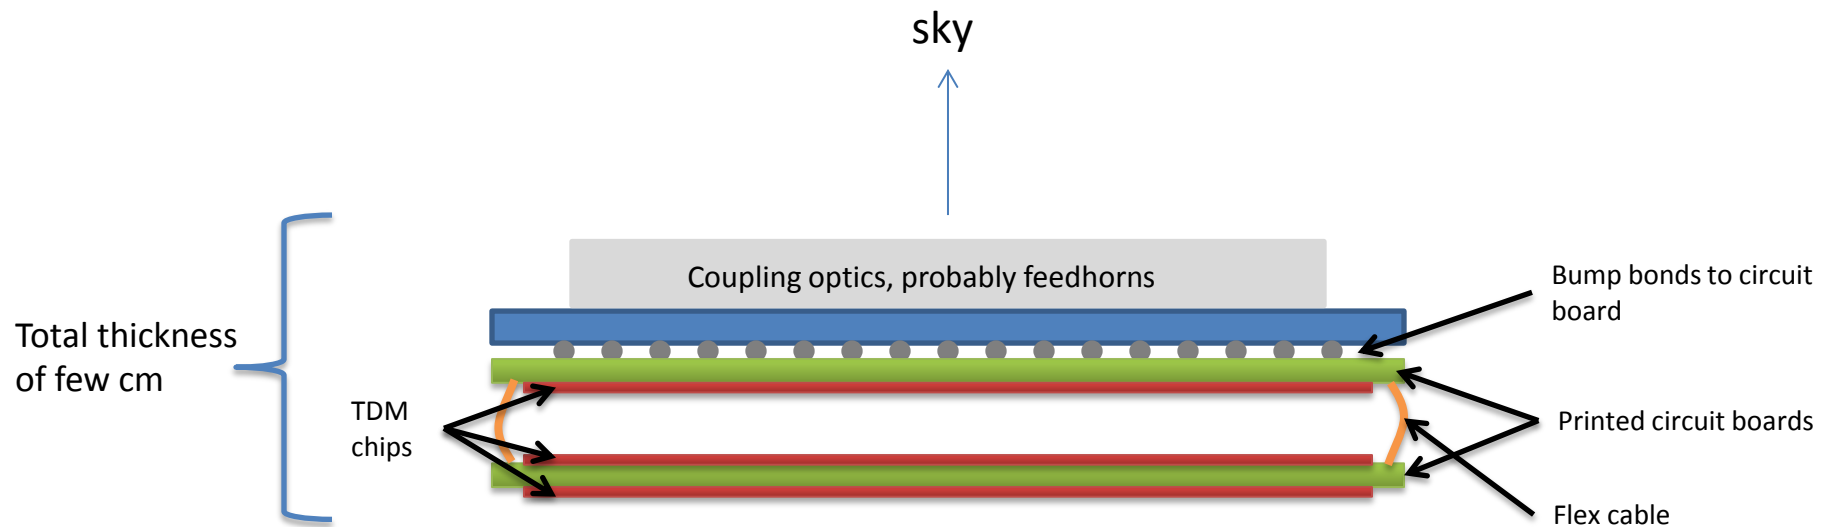 sky
Coupling optics, probably feedhorns
Bump bonds to circuit
board
Total thickness
of few cm
TDM
chips
Printed circuit boards
Flex cable